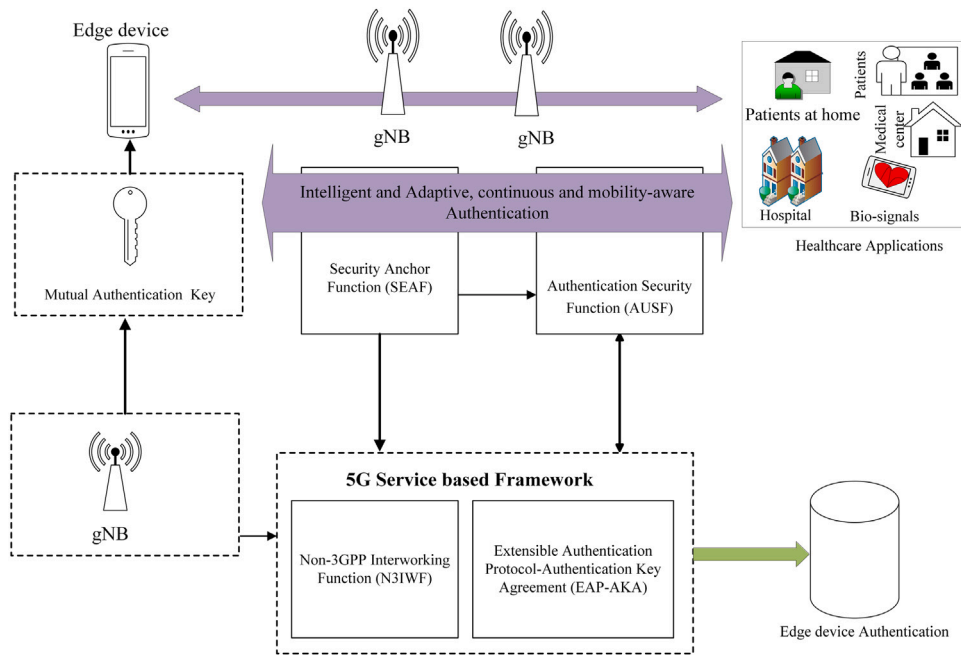 Edge device
gNB
gNB
Patients at home
Patients
Medical
center
Hospital
Bio-signals
Healthcare Applications
Intelligent and Adaptive, continuous and mobility-aware
Authentication
Mutual Authentication Key
Security Anchor
Function (SEAF)
Authentication Security
Function (AUSF)
gNB
5G Service based Framework
Non-3GPP Interworking
Function (N3IWF)
Extensible Authentication
Protocol-Authentication Key
Agreement (EAP-AKA)
Edge device Authentication